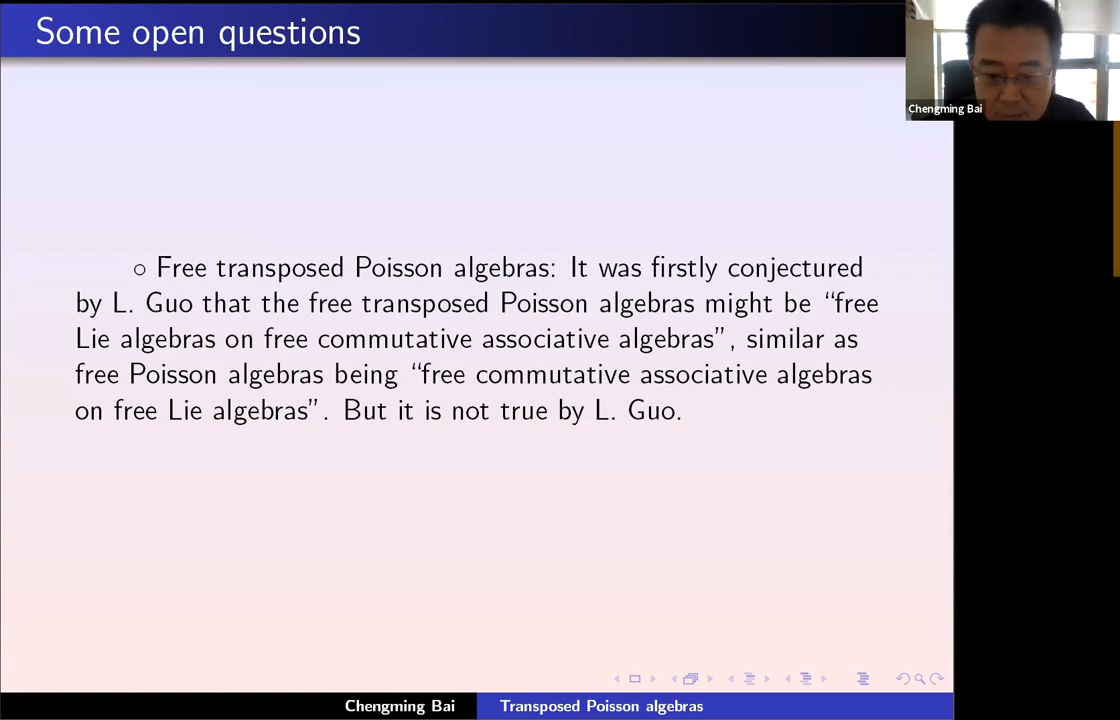 Some open questions
Chengming Bai
○ Free transposed Poisson algebras: It was firstly conjectured
by L. Guo that the free transposed Poisson algebras might be “free
Lie algebras on free commutative associative algebras”, similar as
free Poisson algebras being “free commutative associative algebras
on free Lie algebras”. But it is not true by L. Guo.
Chengming Bai
Transposed Poisson algebras